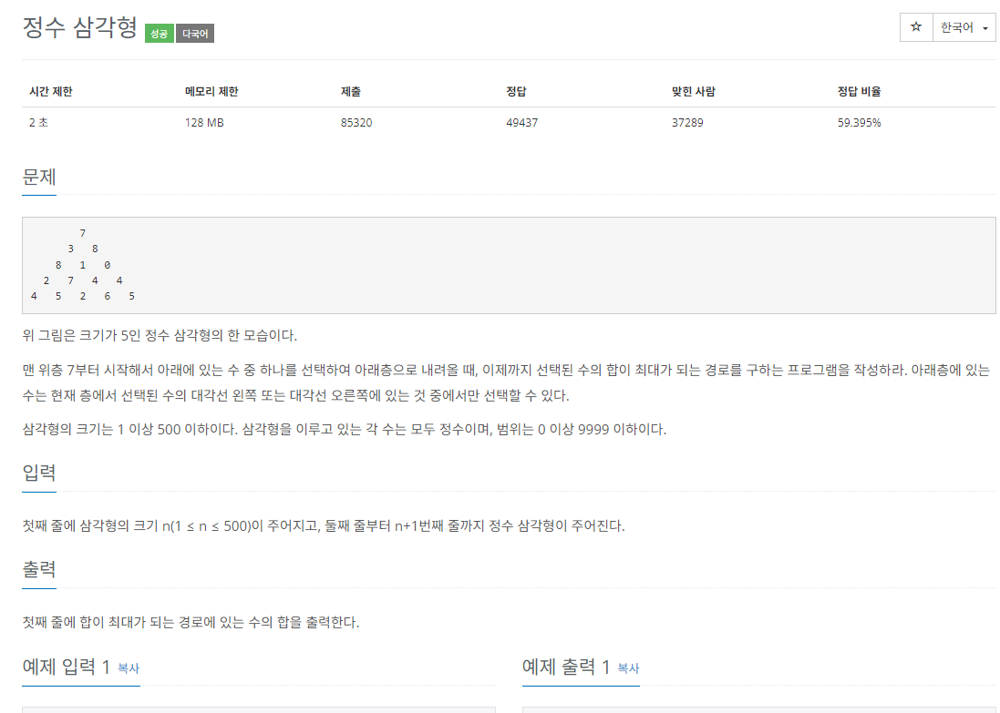 정수 삼각형 성공 다국어
☆ 한국어
시간 제한 메모리 제한 제출 정답 맞힌 사람 정답 비율
2 초 128 MB 85320 49437 37289 59.395%
문제
7
3 8
8 1 0
2 7 4 4
4 5 2 6 5
위 그림은 크기가 5인 정수 삼각형의 한 모습이다.
맨 위층 7부터 시작해서 아래에 있는 수 중 하나를 선택하여 아래층으로 내려올 때, 이제까지 선택된 수의 합이 최대가 되는 경로를 구하는 프로그램을 작성하라. 아래층에 있는
수는 현재 층에서 선택된 수의 대각선 왼쪽 또는 대각선 오른쪽에 있는 것 중에서만 선택할 수 있다.
삼각형의 크기는 1 이상 500 이하이다. 삼각형을 이루고 있는 각 수는 모두 정수이며, 범위는 0 이상 9999 이하이다.
입력
첫째 줄에 삼각형의 크기 n(1 ≤ n ≤ 500)이 주어지고, 둘째 줄부터 n+1번째 줄까지 정수 삼각형이 주어진다.
출력
첫째 줄에 합이 최대가 되는 경로에 있는 수의 합을 출력한다.
예제 입력 1 복사
예제 출력 1 복사